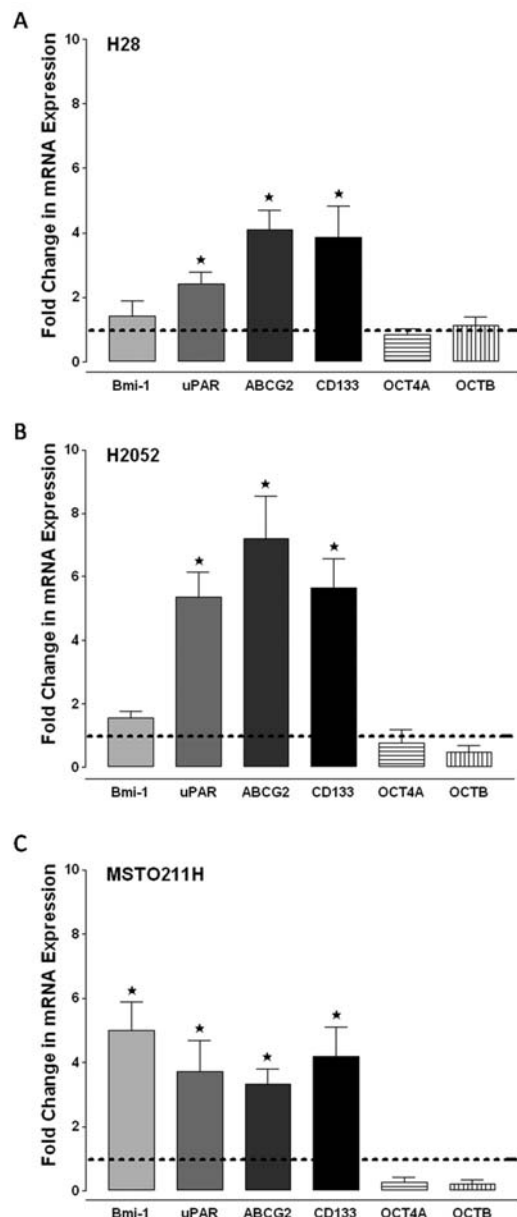 A
H28
Fold Change in mRNA Expression
10
8
6
4
2
0
★
★
★
Bmi-1 uPAR ABCG2 CD133 OCT4A OCTB
B
H2052
Fold Change in mRNA Expression
10
8
6
4
2
0
★
★
★
Bmi-1 uPAR ABCG2 CD133 OCT4A OCTB
C
MSTO211H
Fold Change in mRNA Expression
10
8
6
4
2
0
★
★
★
★
Bmi-1 uPAR ABCG2 CD133 OCT4A OCTB